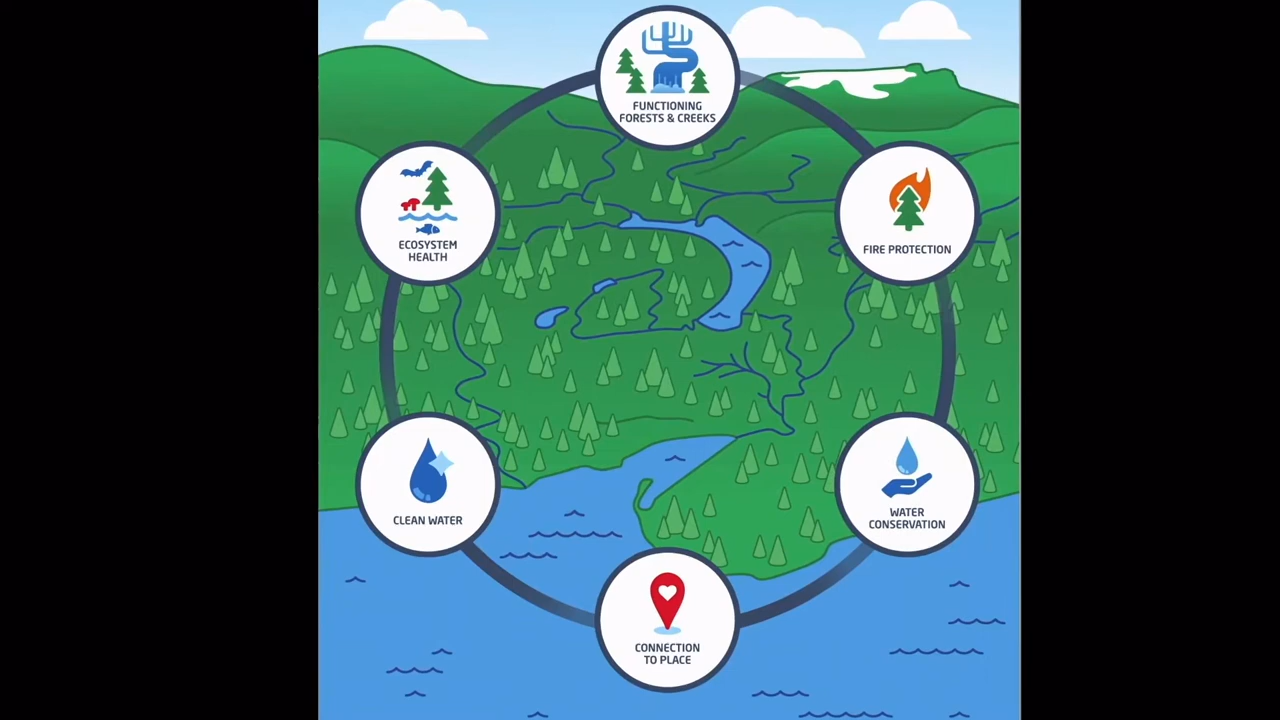 FUNCTIONING
FORESTS & CREEKS
ECOSYSTEM
HEALTH
FIRE PROTECTION
CLEAN WATER
WATER
CONSERVATION
CONNECTION
TO PLACE